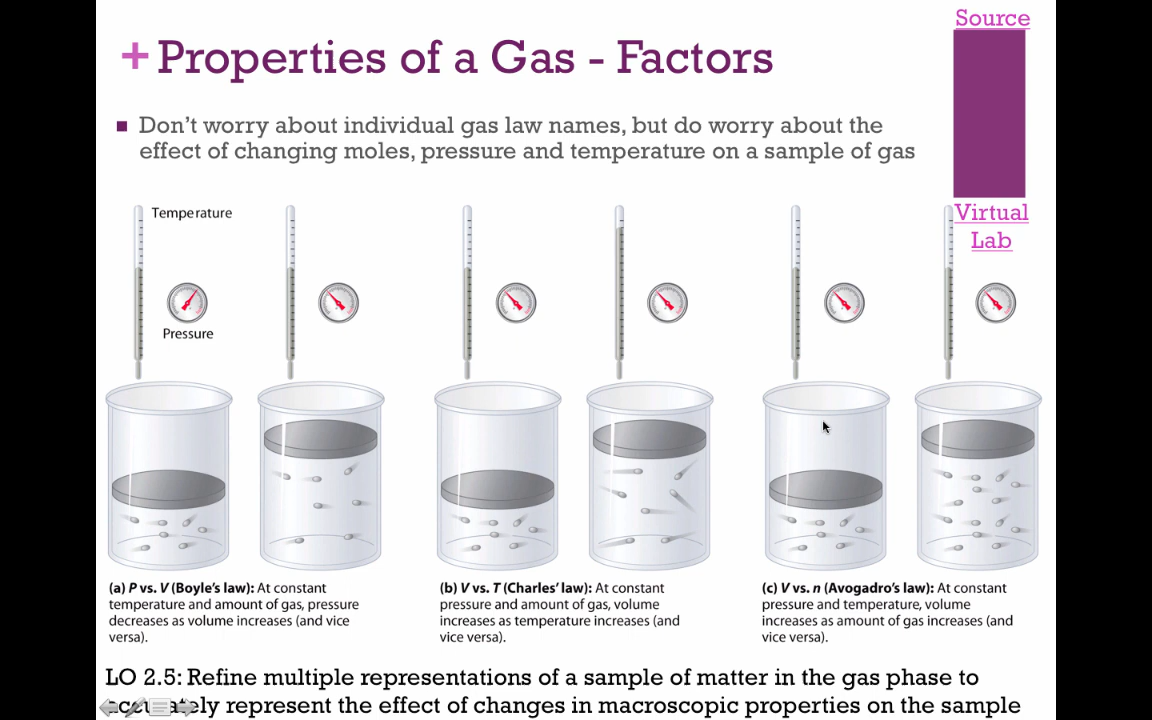 Source
+ Properties of a Gas - Factors
Don't worry about individual gas law names, but do worry about the
effect of changing moles, pressure and temperature on a sample of gas
Virtual
Lab
Temperature
Pressure
(a) P vs. V (Boyle's law): At constant
temperature and amount of gas, pressure
decreases as volume increases (and vice
versa).
(b) V vs. T (Charles' law): At constant
pressure and amount of gas, volume
increases as temperature increases (and
vice versa).
(c) V vs. n (Avogadro's law): At constant
pressure and temperature, volume
increases as amount of gas increases (and
vice versa).
LO 2.5: Refine multiple representations of a sample of matter in the gas phase to
accurately represent the effect of changes in macroscopic properties on the sample